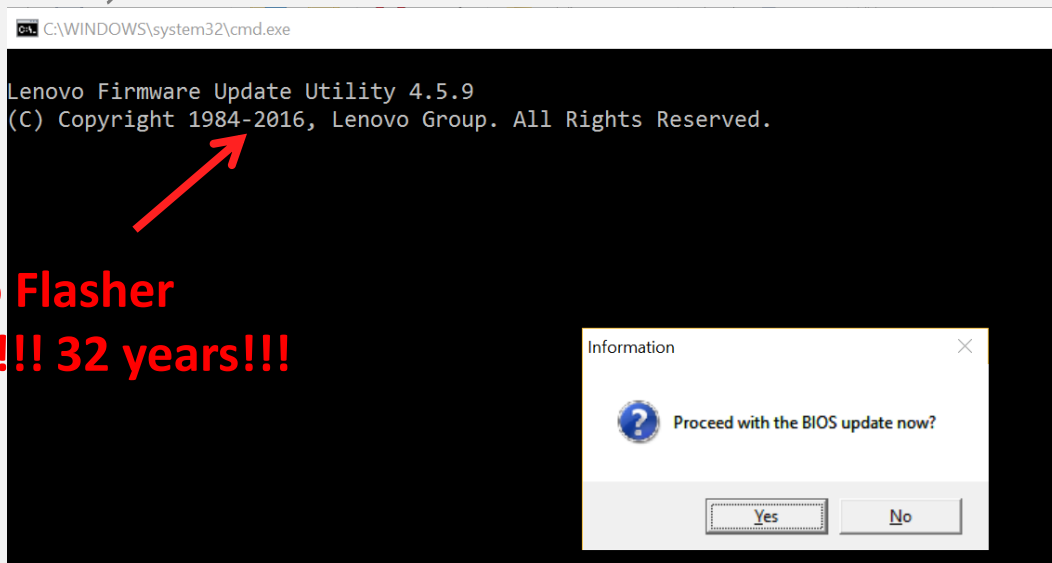 C:\WINDOWS\system32\cmd.exe
Lenovo Firmware Update Utility 4.5.9
(C) Copyright 1984-2016, Lenovo Group. All Rights Reserved.
Flasher
!!! 32 years!!!
Information
Proceed with the BIOS update now?
Yes
No